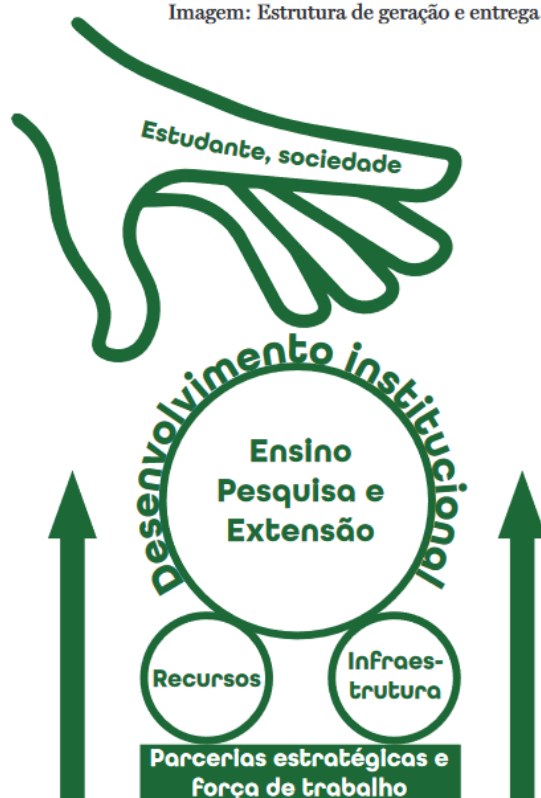 Imagem: Estrutura de geração e entrega
Estudante, sociedade
Desenvolvimento institucional
Ensino
Pesquisa e
Extensão
Recursos
Infraes-
trutura
Parcerias estratégicas e
força de trabalho